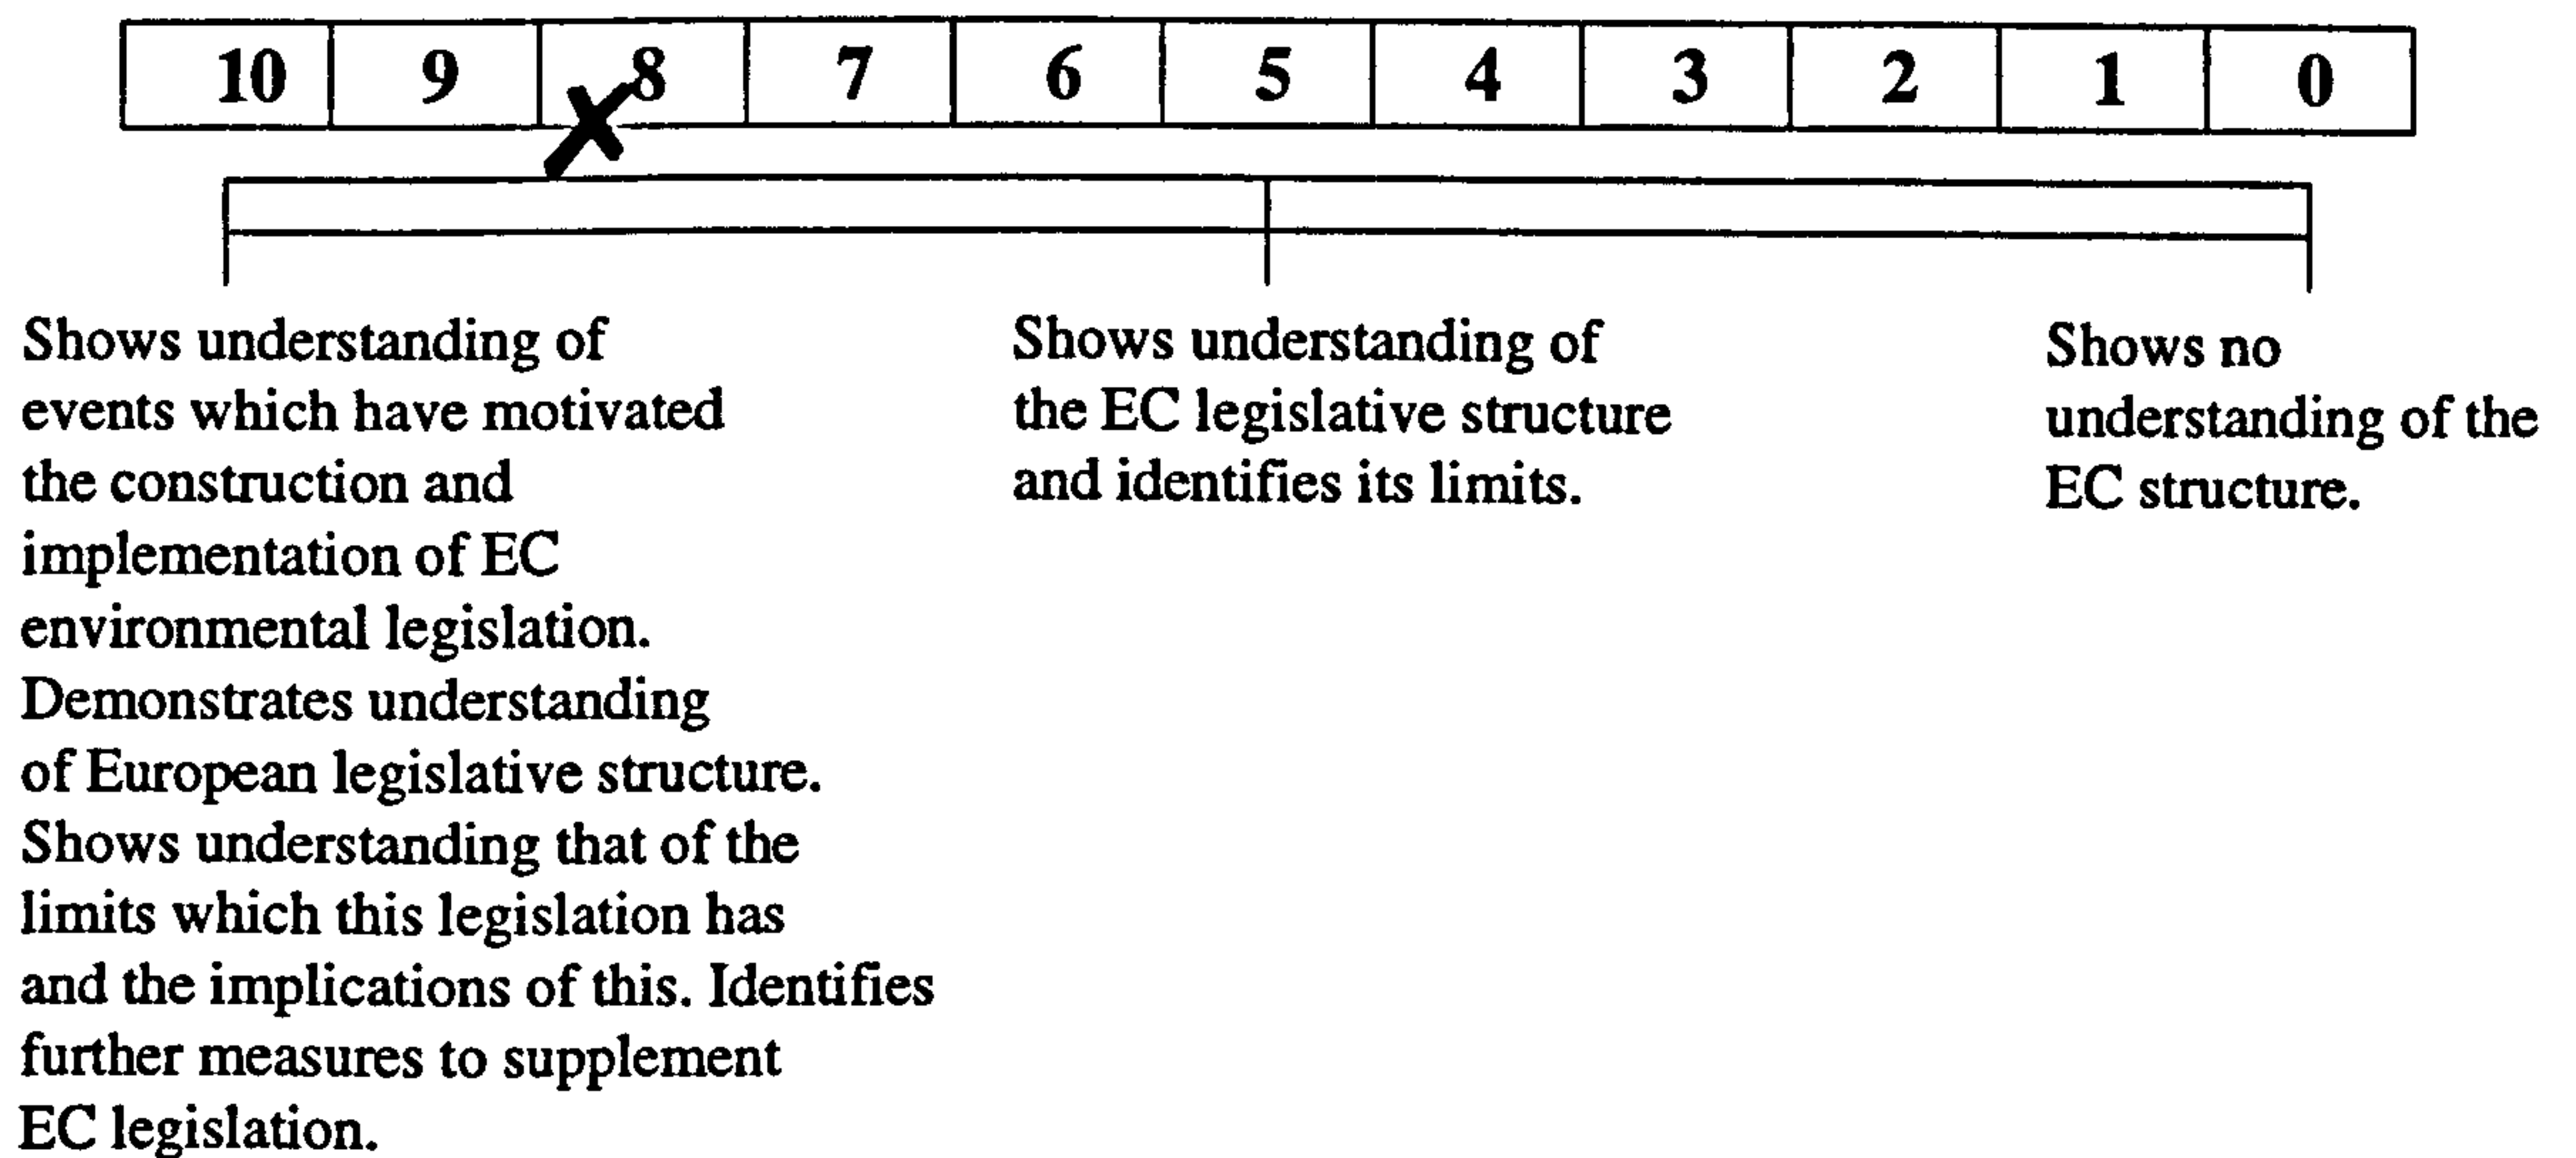 10 9 8 7 6 5 4 3 2 1 0
Shows understanding of
events which have motivated
the construction and
implementation of EC
environmental legislation.
Demonstrates understanding
of European legislative structure.
Shows understanding that of the
limits which this legislation has
and the implications of this. Identifies
further measures to supplement
EC legislation.
Shows understanding of
the EC legislative structure
and identifies its limits.
Shows no
understanding of the
EC structure.